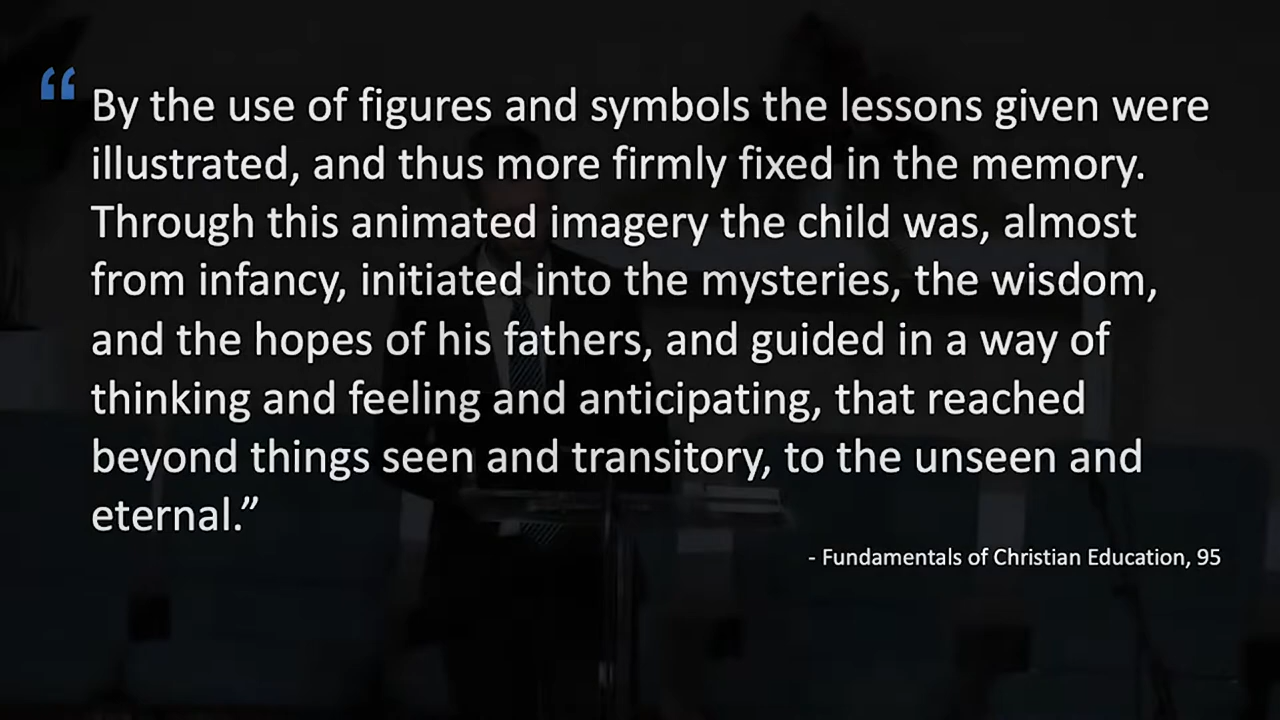 “ By the use of figures and symbols the lessons given were
illustrated, and thus more firmly fixed in the memory.
Through this animated imagery the child was, almost
from infancy, initiated into the mysteries, the wisdom,
and the hopes of his fathers, and guided in a way of
thinking and feeling and anticipating, that reached
beyond things seen and transitory, to the unseen and
eternal.”
- Fundamentals of Christian Education, 95